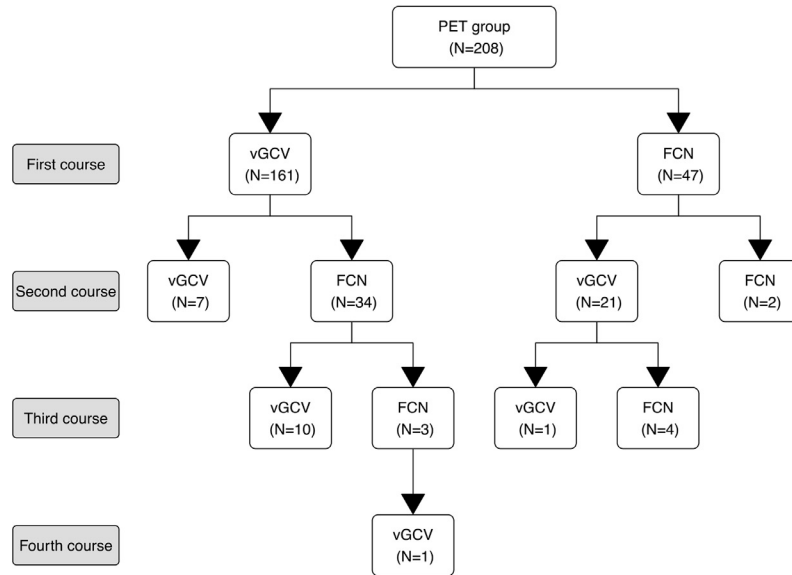 PET group
(N=208)
First course
vGCV
(N=161)
FCN
(N=47)
Second course
vGCV
(N=7)
FCN
(N=34)
vGCV
(N=21)
FCN
(N=2)
Third course
vGCV
(N=10)
FCN
(N=3)
vGCV
(N=1)
FCN
(N=4)
Fourth course
vGCV
(N=1)